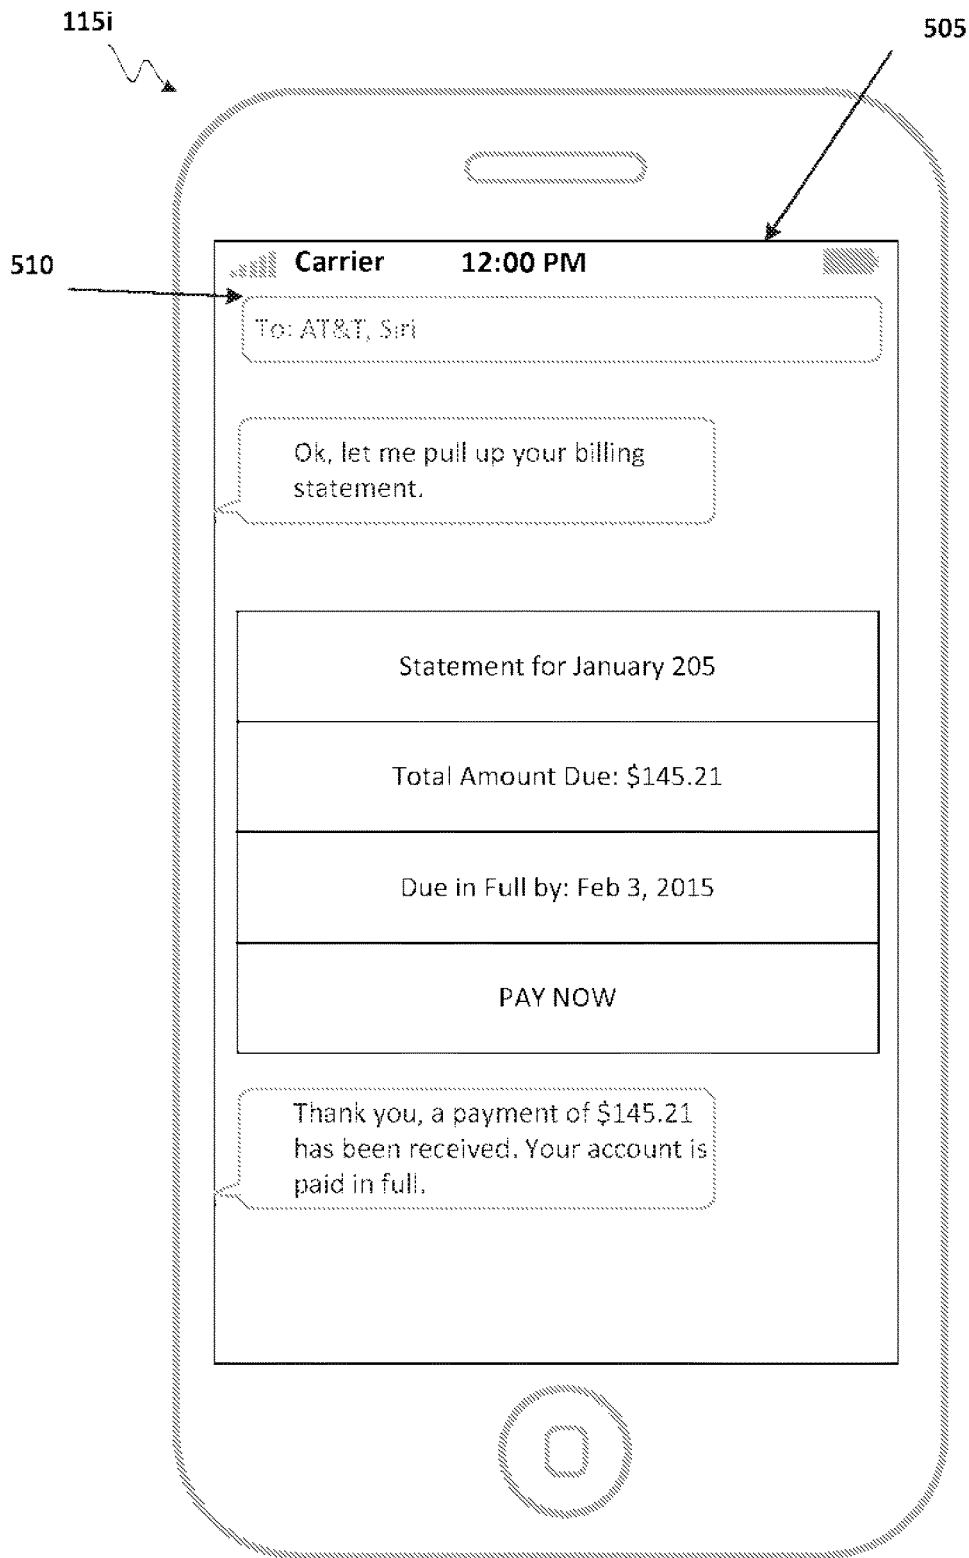 115i
505
510
Carrier 12:00 PM
To: AT&T, Siri
Ok, let me pull up your billing
statement.
Statement for January 205
Total Amount Due: $145.21
Due in Full by: Feb 3, 2015
PAY NOW
Thank you, a payment of $145.21
has been received. Your account is
paid in full.